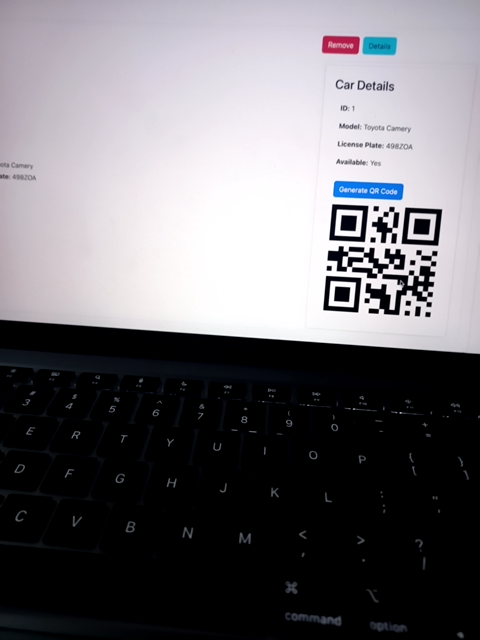 Remove Details
Car Details
ID: 1
Model: Toyota Camery
License Plate: 498ZOA
Available: Yes
Generate QR Code
ota Camery
ate: 498ZOA
# $ % ^ & * ( ) _ +
3 4 5 6 7 8 9 0 - =
E R T Y U I O P { }
[ ]
D F G H J K L : "
; '
C V B N M < > ?
, . /
⌘ ⌥
command option